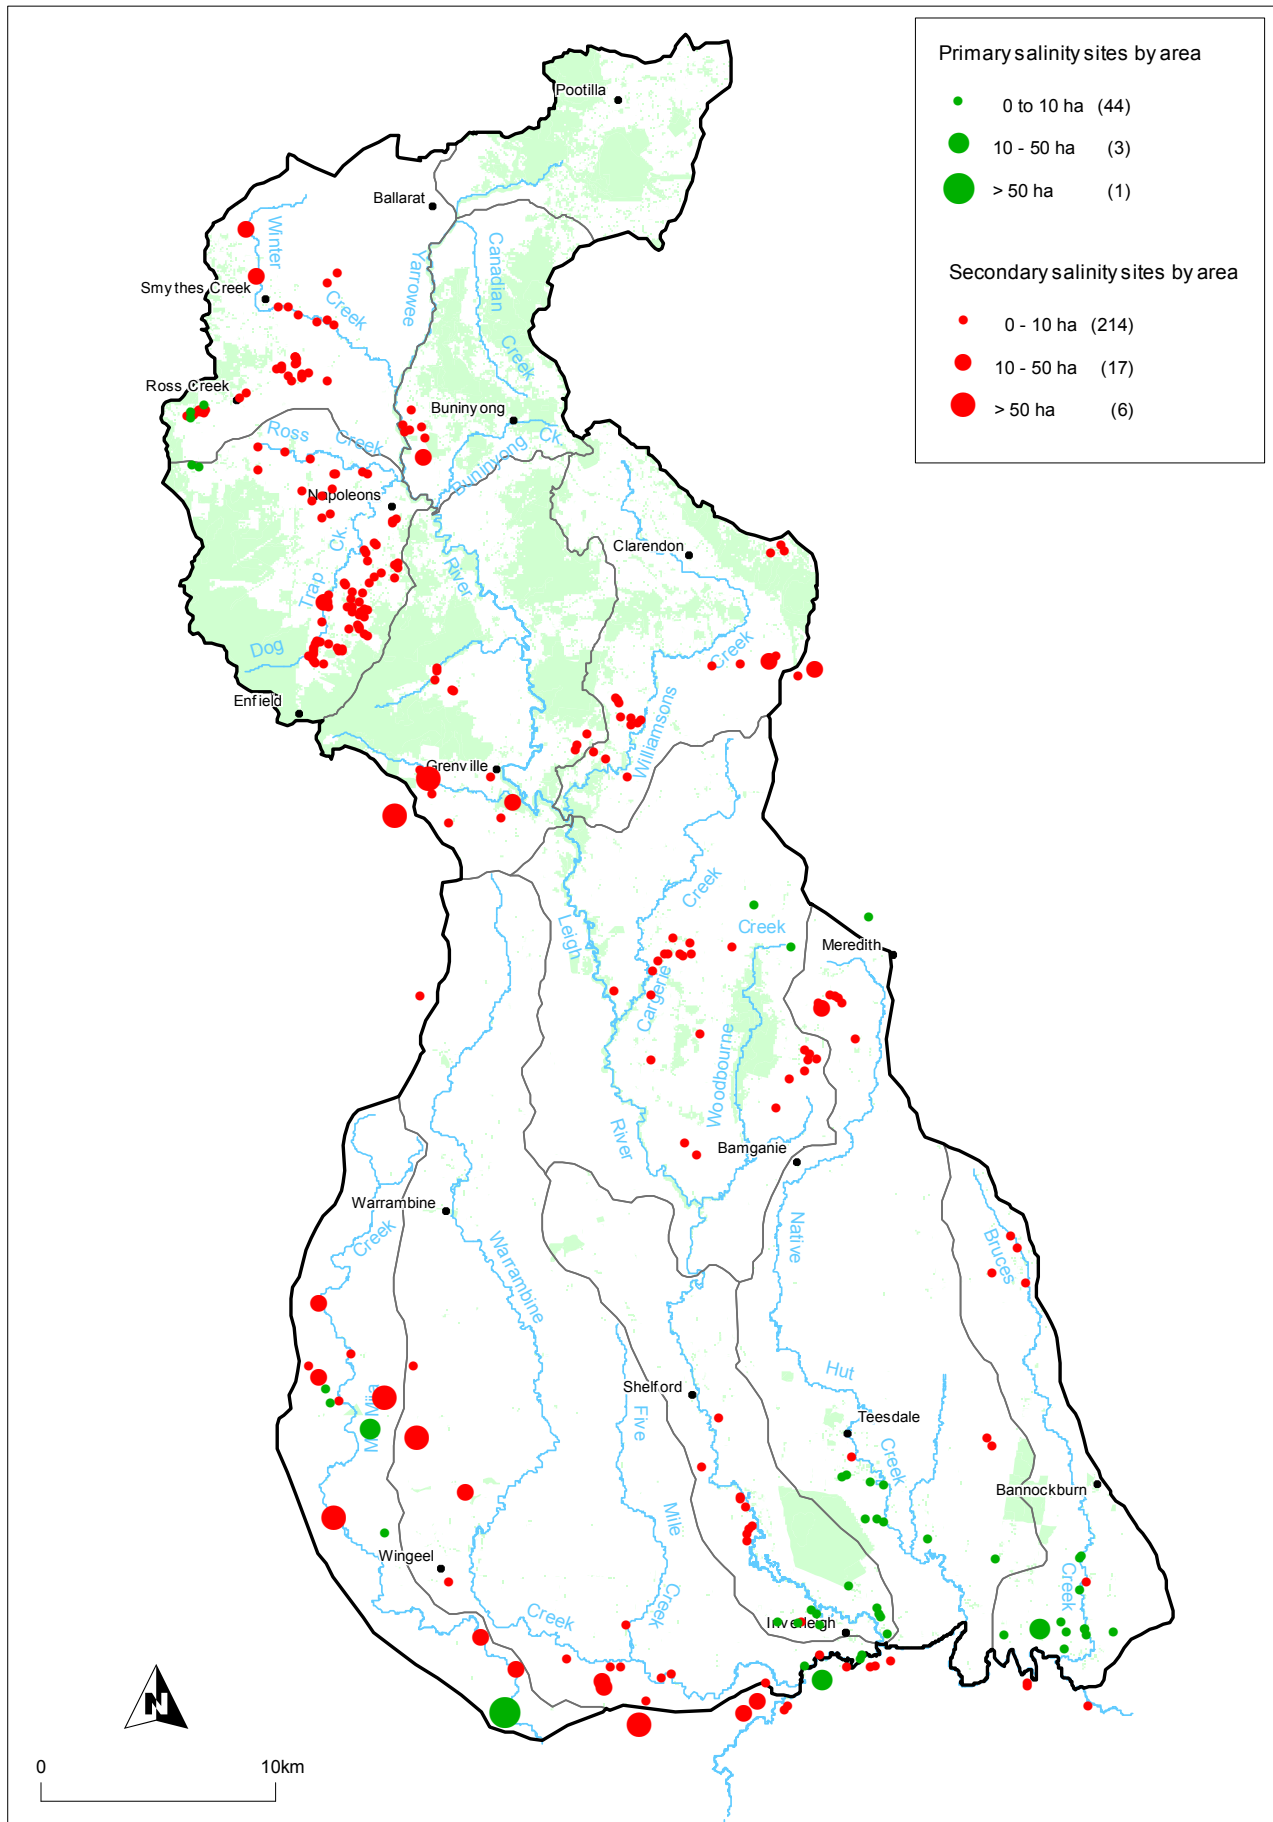 Primary salinity sites by area
0 to 10 ha (44)
10 - 50 ha (3)
> 50 ha (1)
Secondary salinity sites by area
0 - 10 ha (214)
10 - 50 ha (17)
> 50 ha (6)
Pootilla
Ballarat
Winter
Creek
Yarrowee
Canadian
Creek
Smythes Creek
Ross Creek
Buninyong
Buninyong
Ck.
Ross
Creek
Napoleons
Clarendon
River
Trap
Ck.
Dog
Creek
Enfield
Williamsons
Grenville
Leigh
Creek
Creek
Meredith
Cargerie
Woodbourne
River
Bamganie
Warrambine
Creek
Warrambine
Native
Bruces
Hut
Shelford
Five
Teesdale
Mia
Creek
Bannockburn
Mile
Wingeel
Creek
Creek
Creek
Inverleigh
N
0
10km